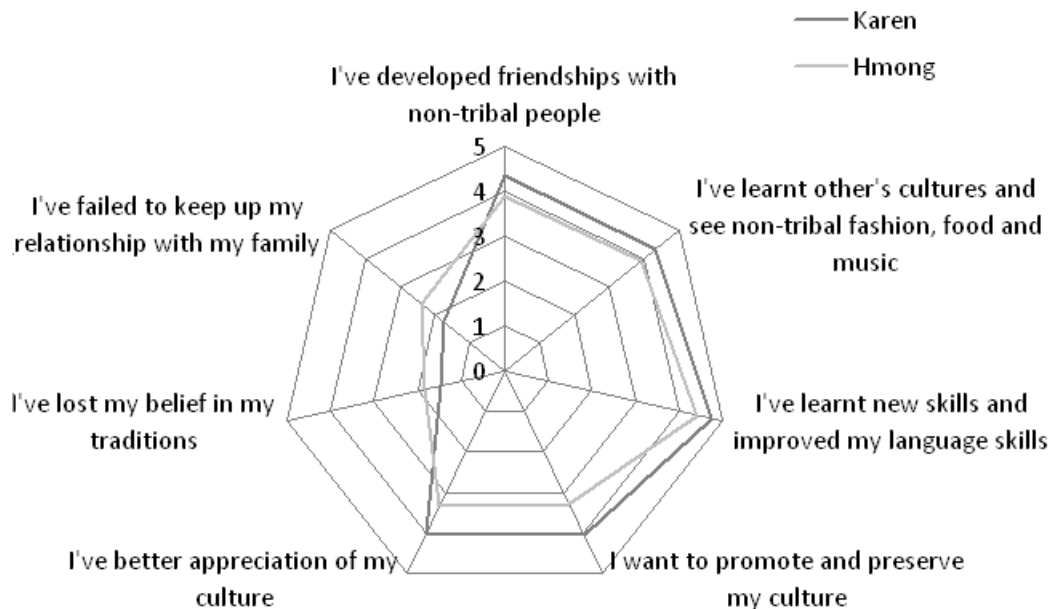 Karen
Hmong
I've developed friendships with
non-tribal people
I've learnt other's cultures and
see non-tribal fashion, food and
music
I've learnt new skills and
improved my language skills
I want to promote and preserve
my culture
I've better appreciation of my
culture
I've lost my belief in my
traditions
I've failed to keep up my
relationship with my family
5
4
3
2
1
0